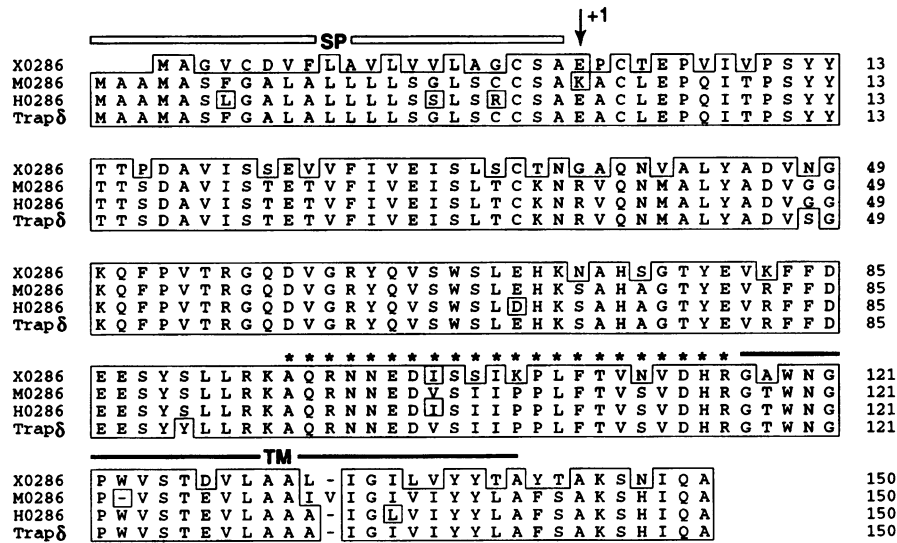 SP +1
X0286 M A G V C D V F L A V L V V L A G C S A E P C T E P V I V P S Y Y 13
M0286 M A A M A S F G A L A L L L L S G L S C C S A K A C L E P Q I T P S Y Y 13
H0286 M A A M A S L G A L A L L L L S S L S R C S A E A C L E P Q I T P S Y Y 13
Trapδ M A A M A S F G A L A L L L L S G L S C C S A E A C L E P Q I T P S Y Y 13
X0286 T T P D A V I S S E V V F I V E I S L S C T N G A Q N V A L Y A D V N G 49
M0286 T T S D A V I S T E T V F I V E I S L T C K N R V Q N M A L Y A D V G G 49
H0286 T T S D A V I S T E T V F I V E I S L T C K N R V Q N M A L Y A D V G G 49
Trapδ T T S D A V I S T E T V F I V E I S L T C K N R V Q N M A L Y A D V S G 49
X0286 K Q F P V T R G Q D V G R Y Q V S W S L E H K N A H S G T Y E V K F F D 85
M0286 K Q F P V T R G Q D V G R Y Q V S W S L E H K S A H A G T Y E V R F F D 85
H0286 K Q F P V T R G Q D V G R Y Q V S W S L D H K S A H A G T Y E V R F F D 85
Trapδ K Q F P V T R G Q D V G R Y Q V S W S L E H K S A H A G T Y E V R F F D 85
* * * * * * * * * * * * * * * * * * * * * *
X0286 E E S Y S L L R K A Q R N N E D I S S I K P L F T V N V D H R G A W N G 121
M0286 E E S Y S L L R K A Q R N N E D V S I I P P L F T V S V D H R G T W N G 121
H0286 E E S Y S L L R K A Q R N N E D I S I I P P L F T V S V D H R G T W N G 121
Trapδ E E S Y Y L L R K A Q R N N E D V S I I P P L F T V S V D H R G T W N G 121
TM
X0286 P W V S T D V L A A L - I G I L V Y Y T A Y T A K S N I Q A 150
M0286 P - V S T E V L A A I V I G I V I Y Y L A F S A K S H I Q A 150
H0286 P W V S T E V L A A A - I G L V I Y Y L A F S A K S H I Q A 150
Trapδ P W V S T E V L A A A - I G I V I Y Y L A F S A K S H I Q A 150